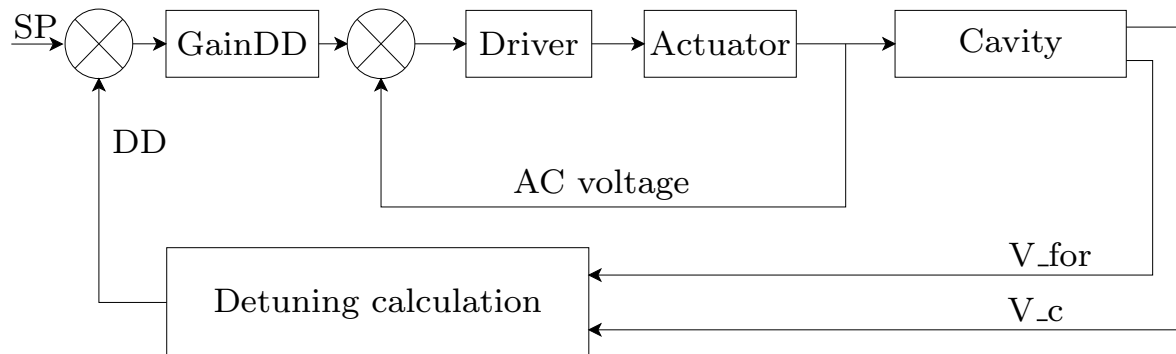 SP
GainDD
Driver
Actuator
Cavity
DD
AC voltage
V_for
Detuning calculation
V_c